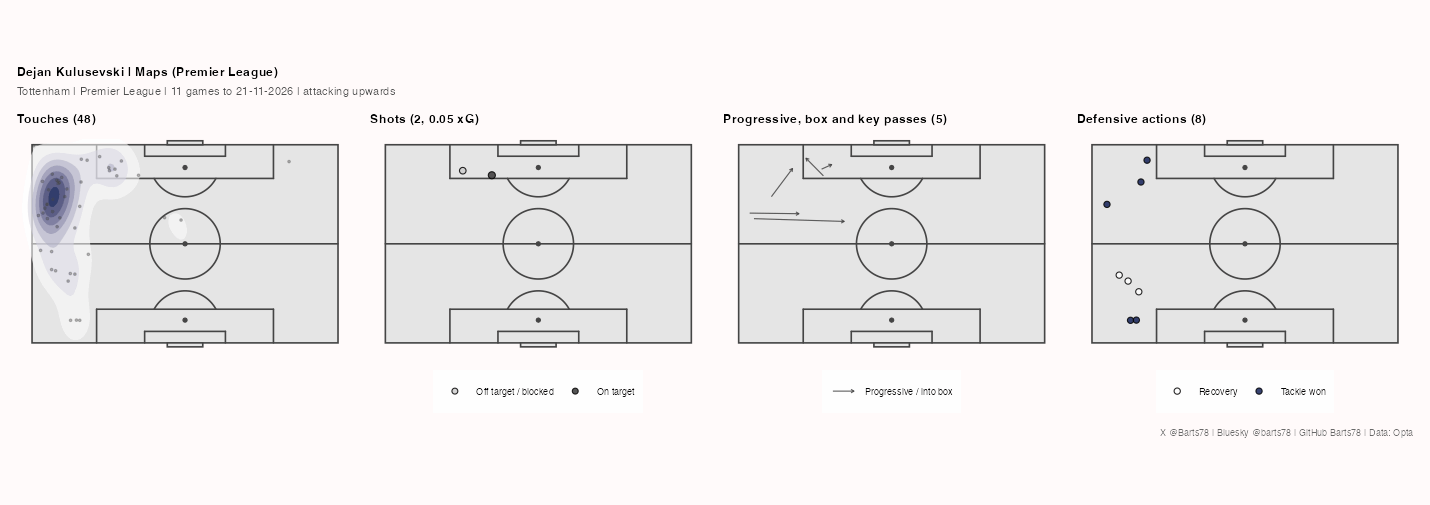 Dejan Kulusevski | Maps (Premier League)
Tottenham | Premier League | 11 games to 21-11-2026 | attacking upwards
Touches (48)
Shots (2, 0.05 xG)
Progressive, box and key passes (5)
Defensive actions (8)
Off target / blocked
On target
Progressive / into box
Recovery
Tackle won
X @Barts78 | Bluesky @barts78 | GitHub Barts78 | Data: Opta